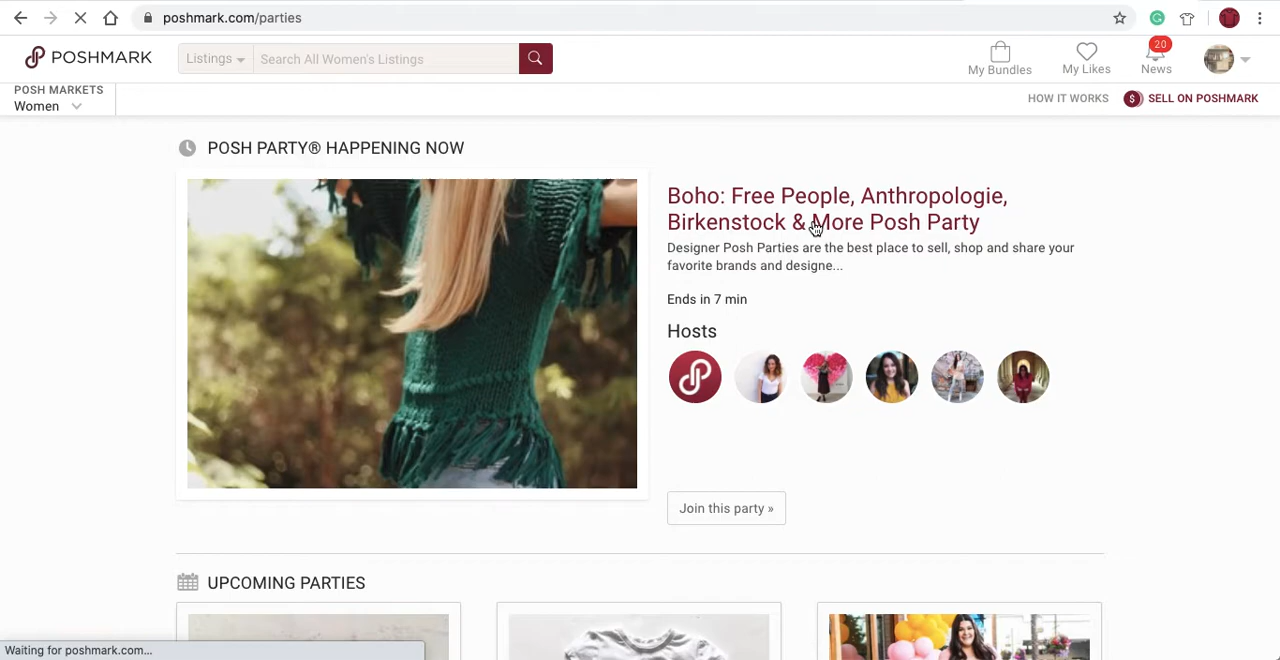 poshmark.com/parties
POSHMARK
Listings
Search All Women's Listings
My Bundles
My Likes
20
News
POSH MARKETS
Women
HOW IT WORKS
$ SELL ON POSHMARK
POSH PARTY® HAPPENING NOW
Boho: Free People, Anthropologie,
Birkenstock & More Posh Party
Designer Posh Parties are the best place to sell, shop and share your
favorite brands and designe...
Ends in 7 min
Hosts
Join this party »
UPCOMING PARTIES
Waiting for poshmark.com...